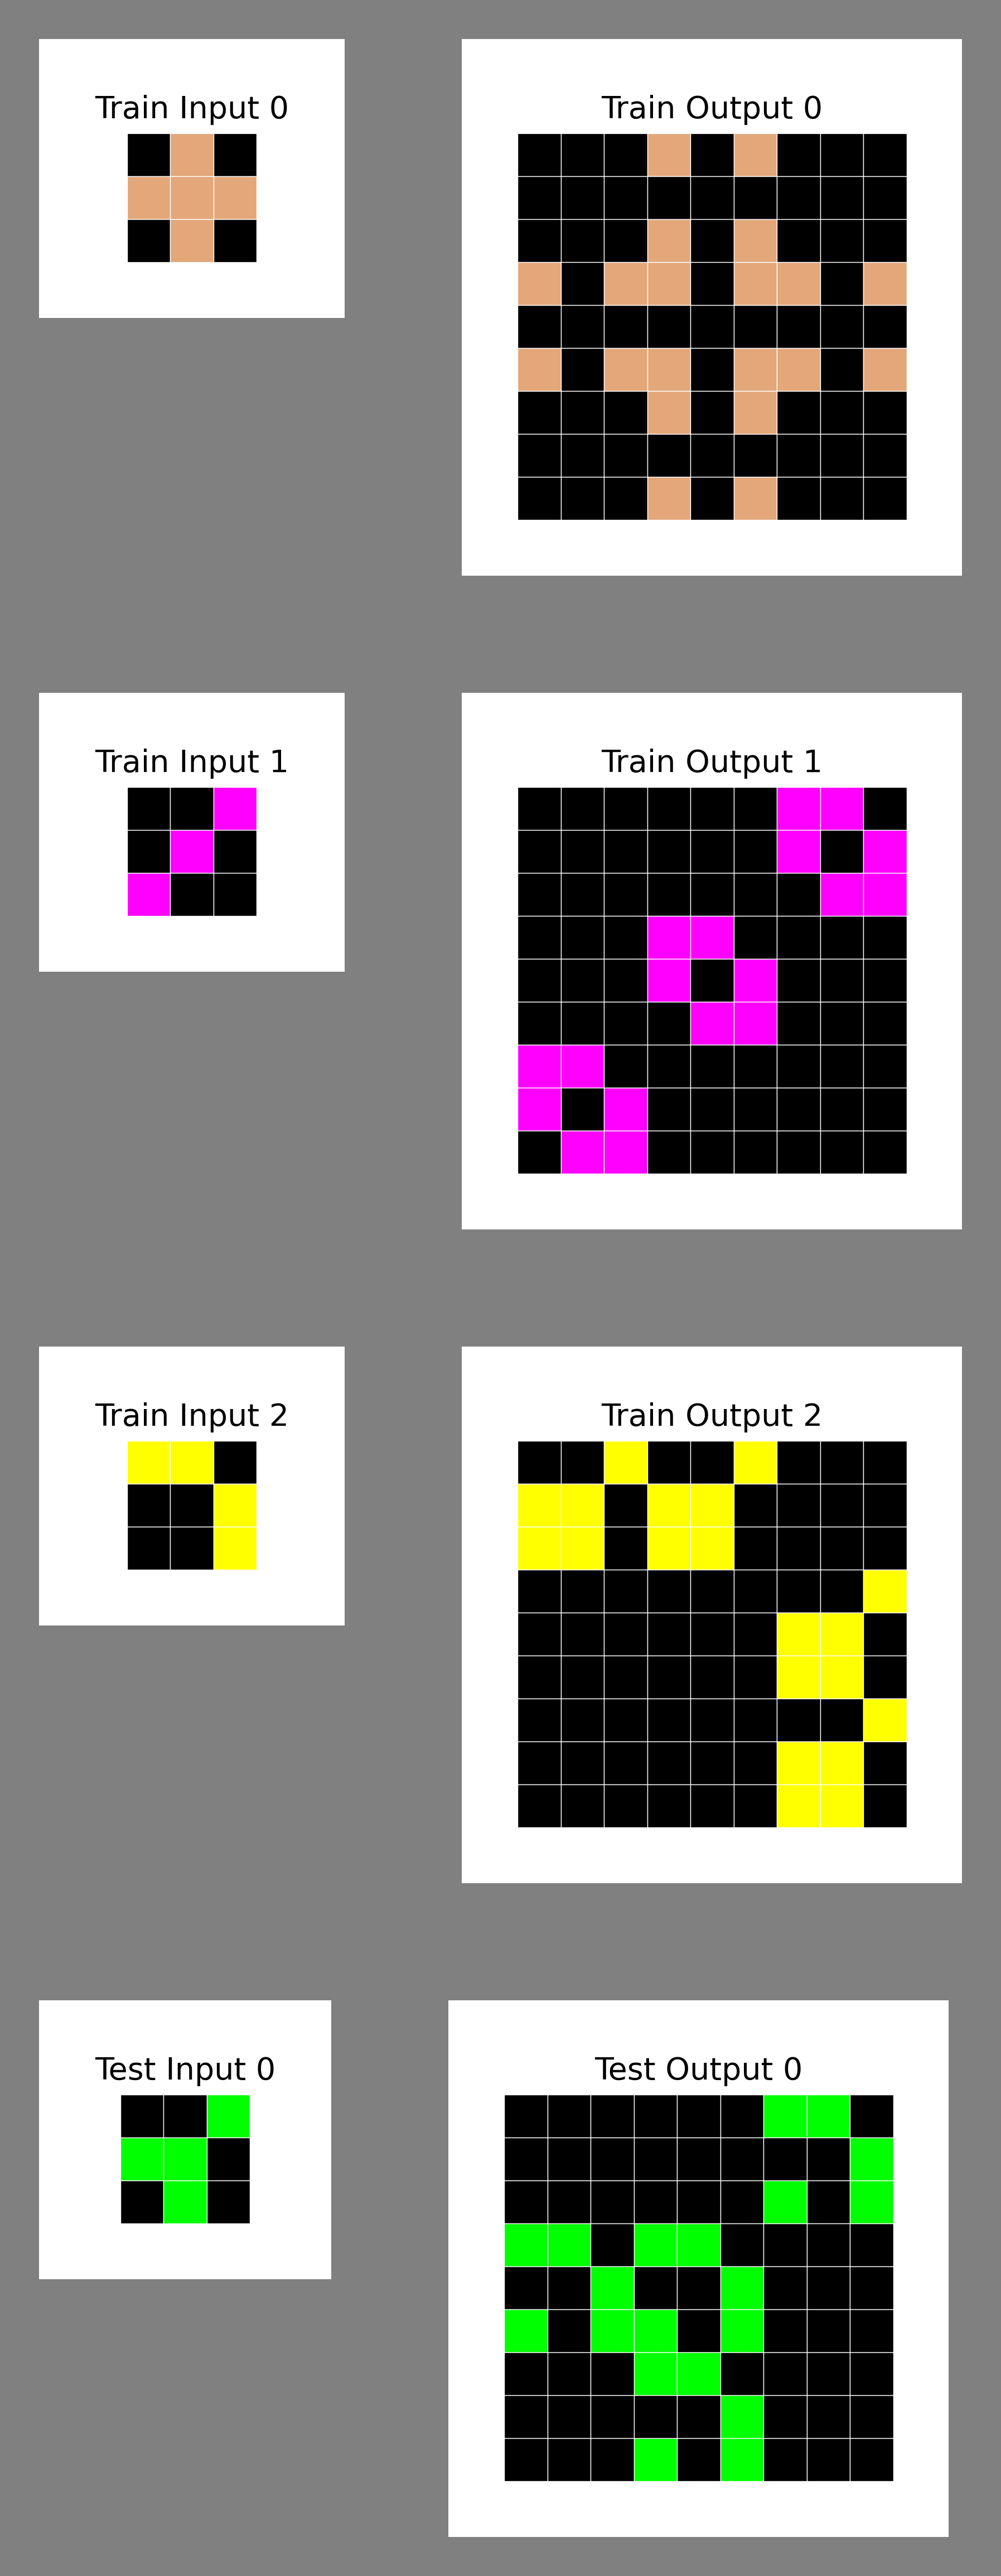 Train Input 0
Train Output 0
Train Input 1
Train Output 1
Train Input 2
Train Output 2
Test Input 0
Test Output 0